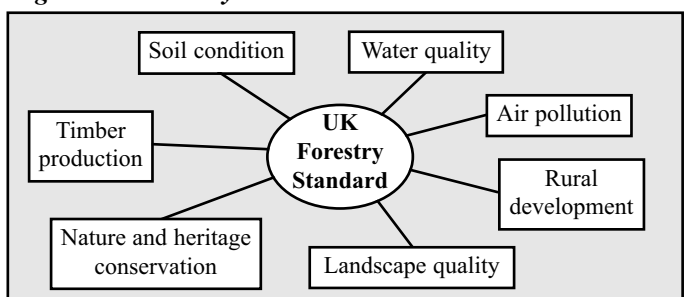 Soil condition
Water quality
Air pollution
UK
Forestry
Standard
Timber
production
Rural
development
Nature and heritage
conservation
Landscape quality